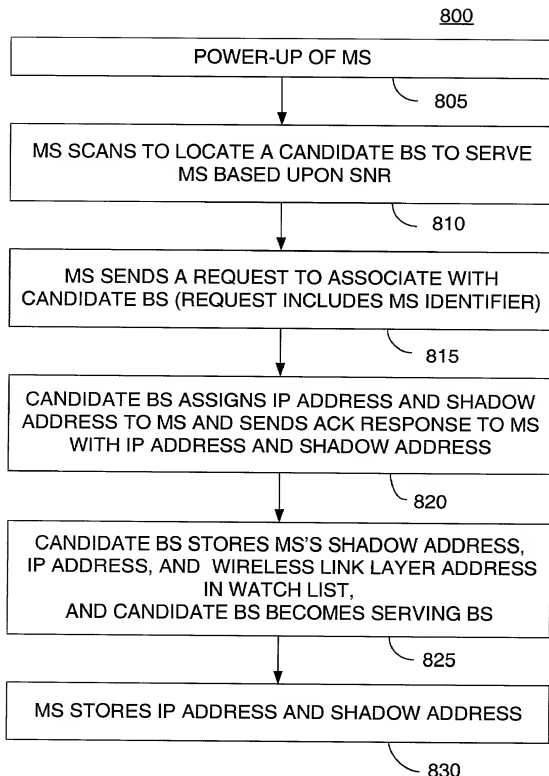 800
POWER-UP OF MS
805
MS SCANS TO LOCATE A CANDIDATE BS TO SERVE
MS BASED UPON SNR
810
MS SENDS A REQUEST TO ASSOCIATE WITH
CANDIDATE BS (REQUEST INCLUDES MS IDENTIFIER)
815
CANDIDATE BS ASSIGNS IP ADDRESS AND SHADOW
ADDRESS TO MS AND SENDS ACK RESPONSE TO MS
WITH IP ADDRESS AND SHADOW ADDRESS
820
CANDIDATE BS STORES MS'S SHADOW ADDRESS,
IP ADDRESS, AND WIRELESS LINK LAYER ADDRESS
IN WATCH LIST,
AND CANDIDATE BS BECOMES SERVING BS
825
MS STORES IP ADDRESS AND SHADOW ADDRESS
830